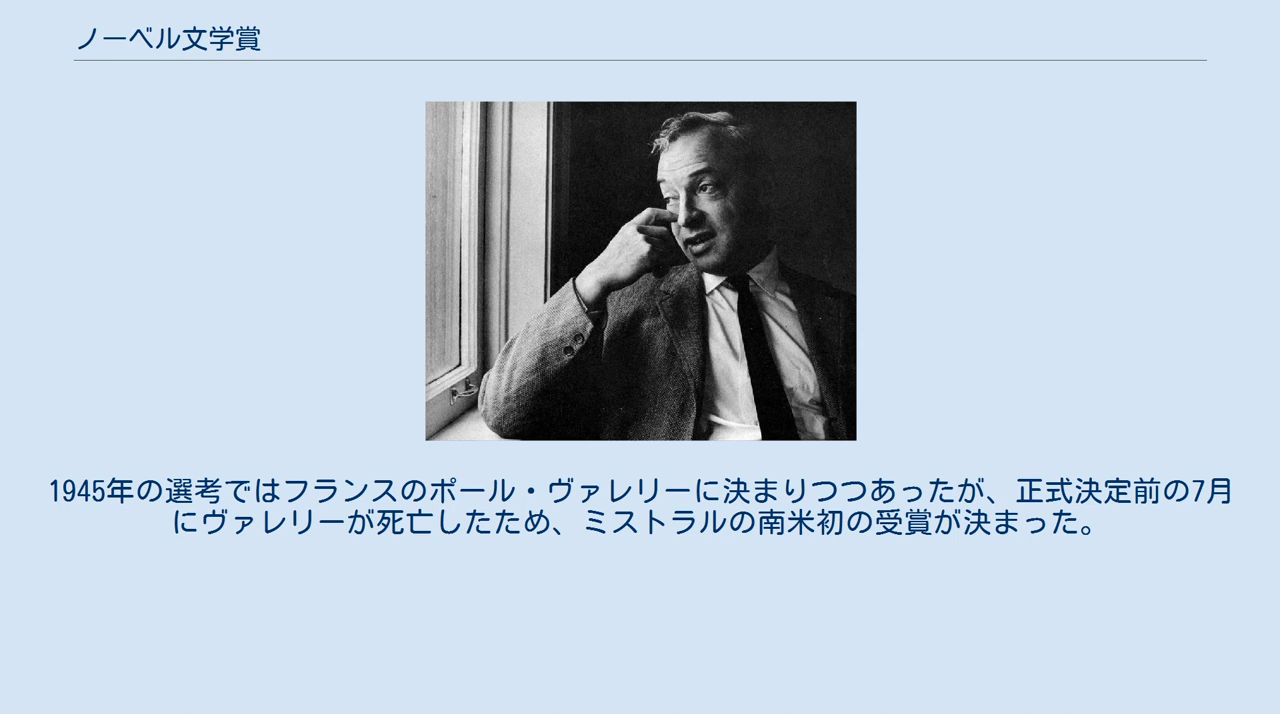 ノーベル文学賞
1945年の選考ではフランスのポール・ヴァレリーに決まりつつあったが、正式決定前の7月
にヴァレリーが死亡したため、ミストラルの南米初の受賞が決まった。